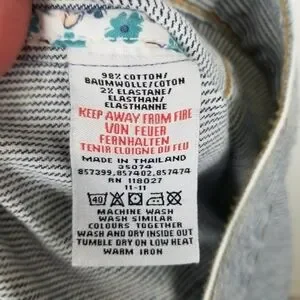 98% COTTON/
BAUMWOLLE/COTON
2% ELASTANE/
ELASTHAN/
ELASTHANNE
KEEP AWAY FROM FIRE
VON FEUER
FERNHALTEN
TENIR ELOIGNE DU FEU
MADE IN THAILAND
35074
857399,857402,857474
RN 118027
11-11
40
MACHINE WASH
WASH SIMILAR
COLOURS TOGETHER
WASH AND DRY INSIDE OUT
TUMBLE DRY ON LOW HEAT
WARM IRON